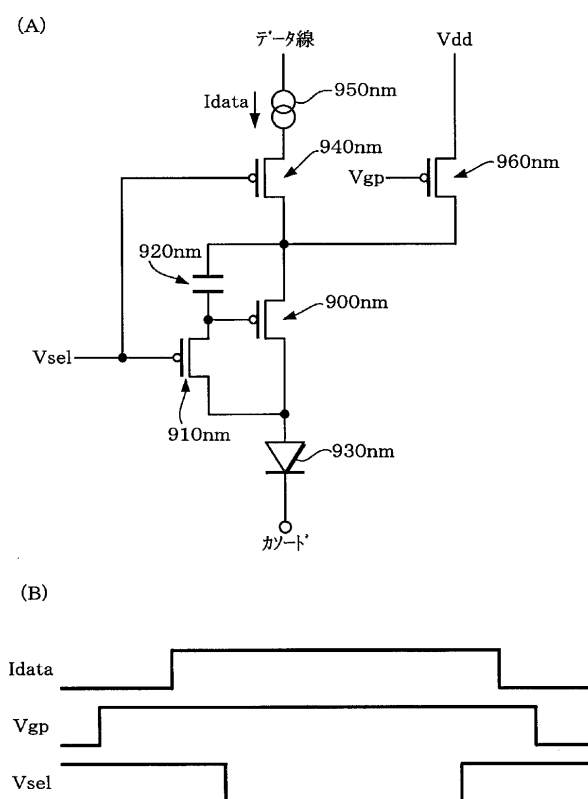 (A)
データ線
Vdd
950nm
Idata
940nm
960nm
Vgp
920nm
900nm
Vsel
910nm
930nm
カソード
(B)
Idata
Vgp
Vsel